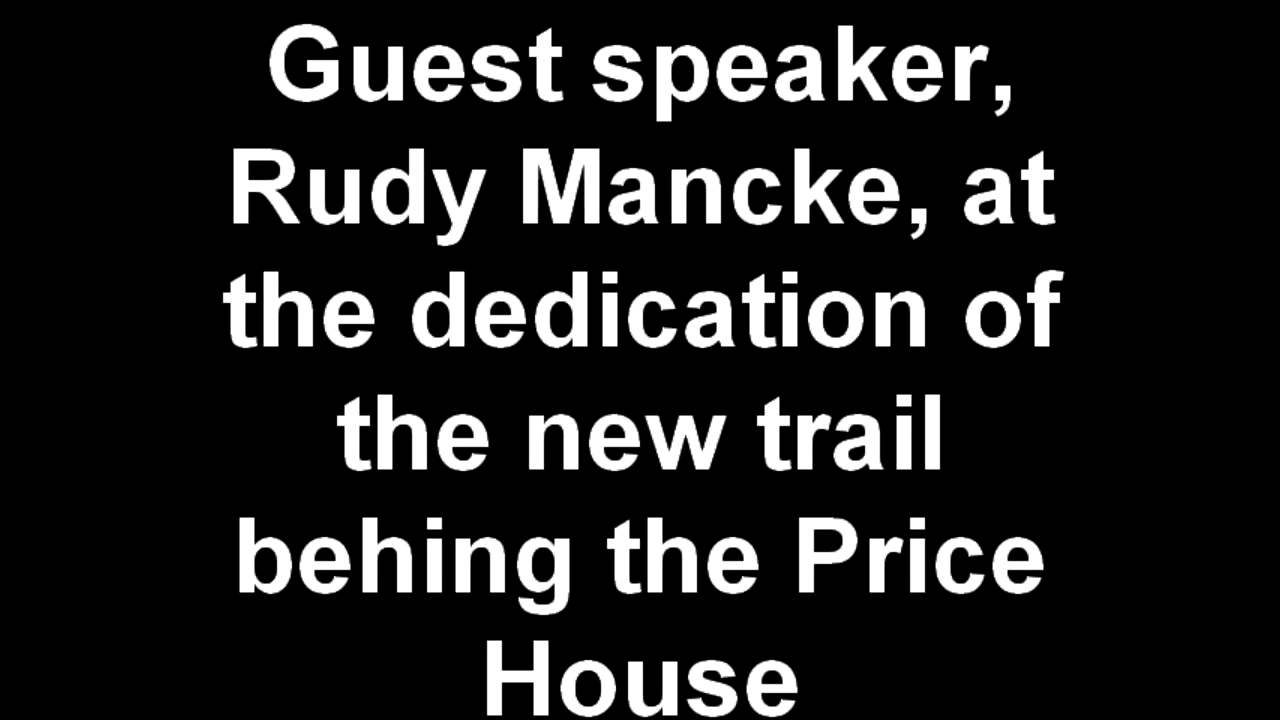 Guest speaker,
Rudy Mancke, at
the dedication of
the new trail
behing the Price
House